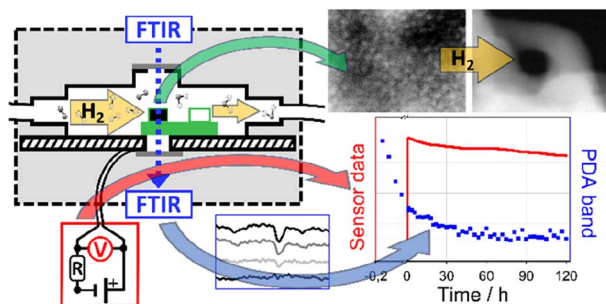 FTIR
H2
H2
FTIR
V
R
Sensor data
PDA band
-0,2 0 30 60 90 120
Time / h